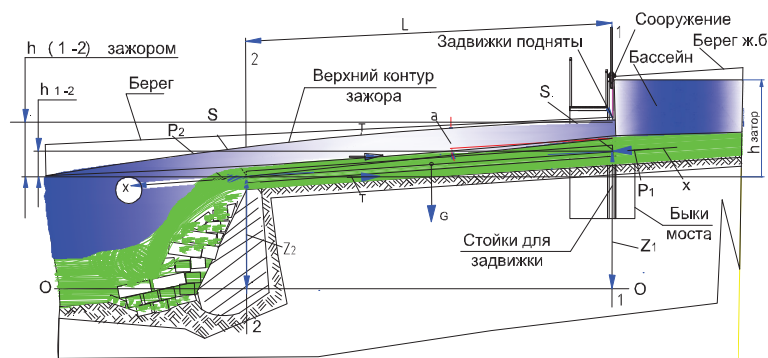 L
1
Сооружение
Задвижки подняты
Берег ж.б
h (1-2) зажором
2
Бассейн
Верхний контур
зажора
h 1-2
Берег
S
S.
P2
T
a
h затор
x
x
T
P1
G
Быки
моста
Стойки для
задвижки
Z2
Z1
O
O
1
2